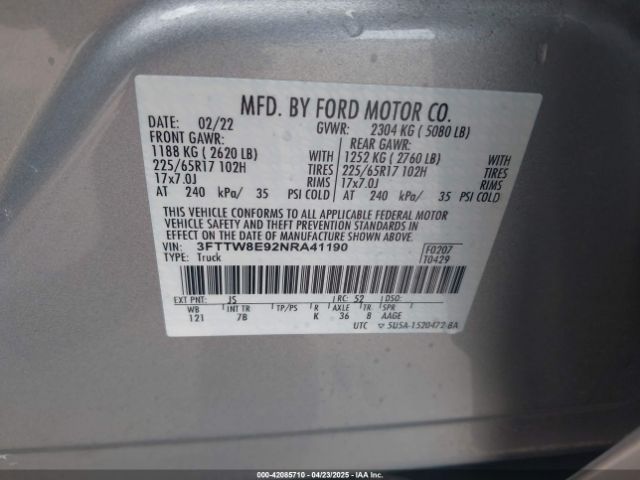 MFD. BY FORD MOTOR CO.
DATE: 02/22 GVWR: 2304 KG ( 5080 LB)
FRONT GAWR: REAR GAWR:
1188 KG ( 2620 LB) WITH 1252 KG ( 2760 LB) WITH
225/65R17 102H TIRES 225/65R17 102H TIRES
17x7.0J RIMS 17x7.0J RIMS
AT 240 kPa/ 35 PSI COLD AT 240 kPa/ 35 PSI COLD
THIS VEHICLE CONFORMS TO ALL APPLICABLE FEDERAL MOTOR
VEHICLE SAFETY AND THEFT PREVENTION STANDARDS IN
EFFECT ON THE DATE OF MANUFACTURE SHOWN ABOVE.
VIN: 3FTTW8E92NRA41190 F0207
TYPE: Truck T0429
EXT PNT: JS RC: 52 DSO:
WB INT TR TP/PS R AXLE TR SPR
121 7B K 36 8 AAGE
UTC ▽ 5U5A-1520472-BA
000-42085710 - 04/23/2025 - IAAI.com